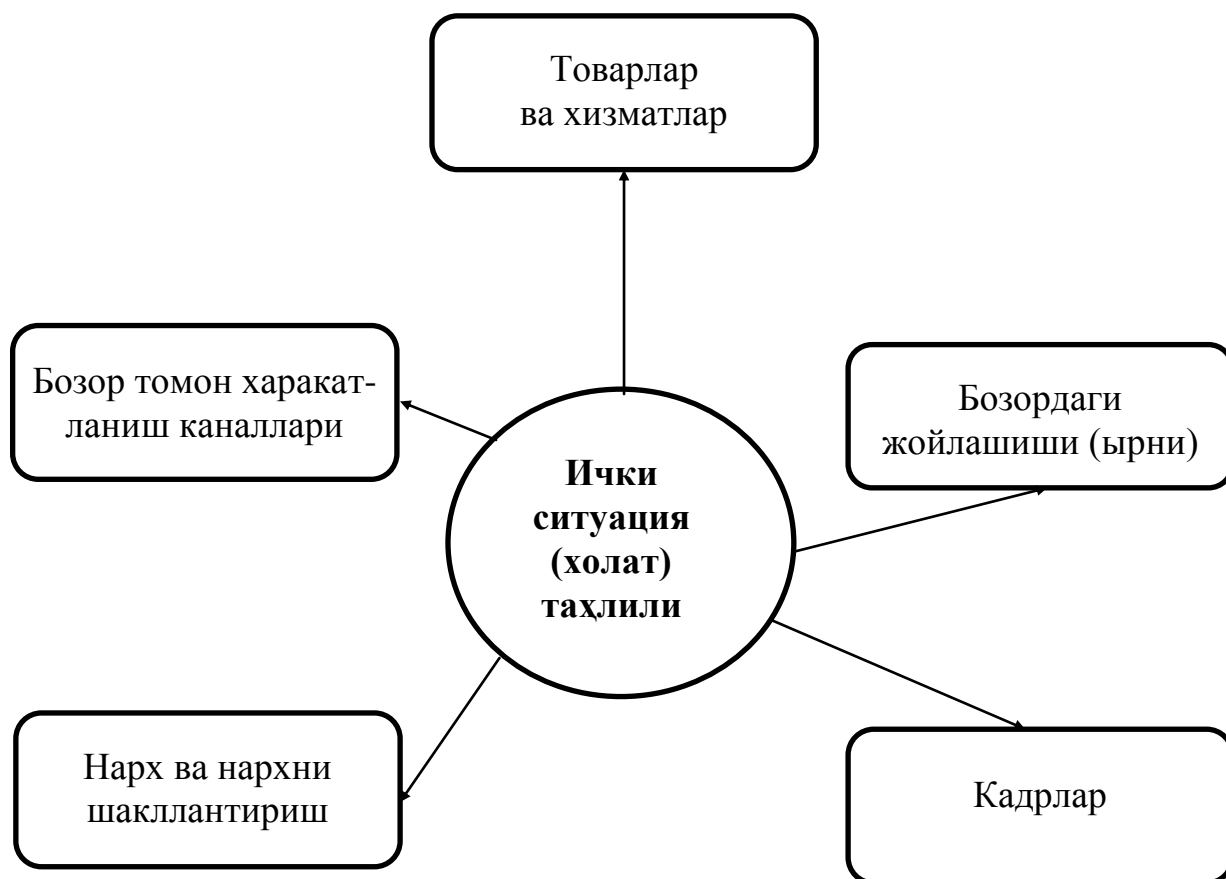 Товарлар
ва хизматлар
Бозор томон харакат-
ланиш каналлари
Бозордаги
жойлашиши (ырни)
Ички
ситуация
(холат)
таҳлили
Нарх ва нархни
шакллантириш
Кадрлар